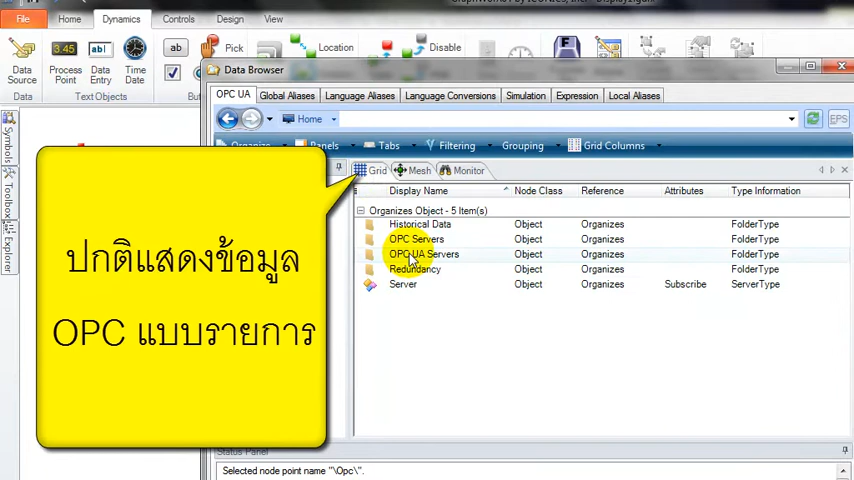 File Home Dynamics Controls Design View
Data Source
Process Point
Data Entry
Time Date
Text Objects
Pick
Location
Disable
Data Browser
OPC UA Global Aliases Language Aliases Language Conversions Simulation Expression Local Aliases
Home
EPS
Organize Panels Tabs Filtering Grouping Grid Columns
Grid Mesh Monitor
Symbols
Toolbox
Explorer
ปกติแสดงข้อมูล
OPC แบบรายการ
Display Name Node Class Reference Attributes Type Information
Organizes Object - 5 Item(s)
Historical Data Object Organizes FolderType
OPC Servers Object Organizes FolderType
OPC UA Servers Object Organizes FolderType
Redundancy Object Organizes FolderType
Server Object Organizes Subscribe ServerType
Status Panel
Selected node point name "\Opc\".